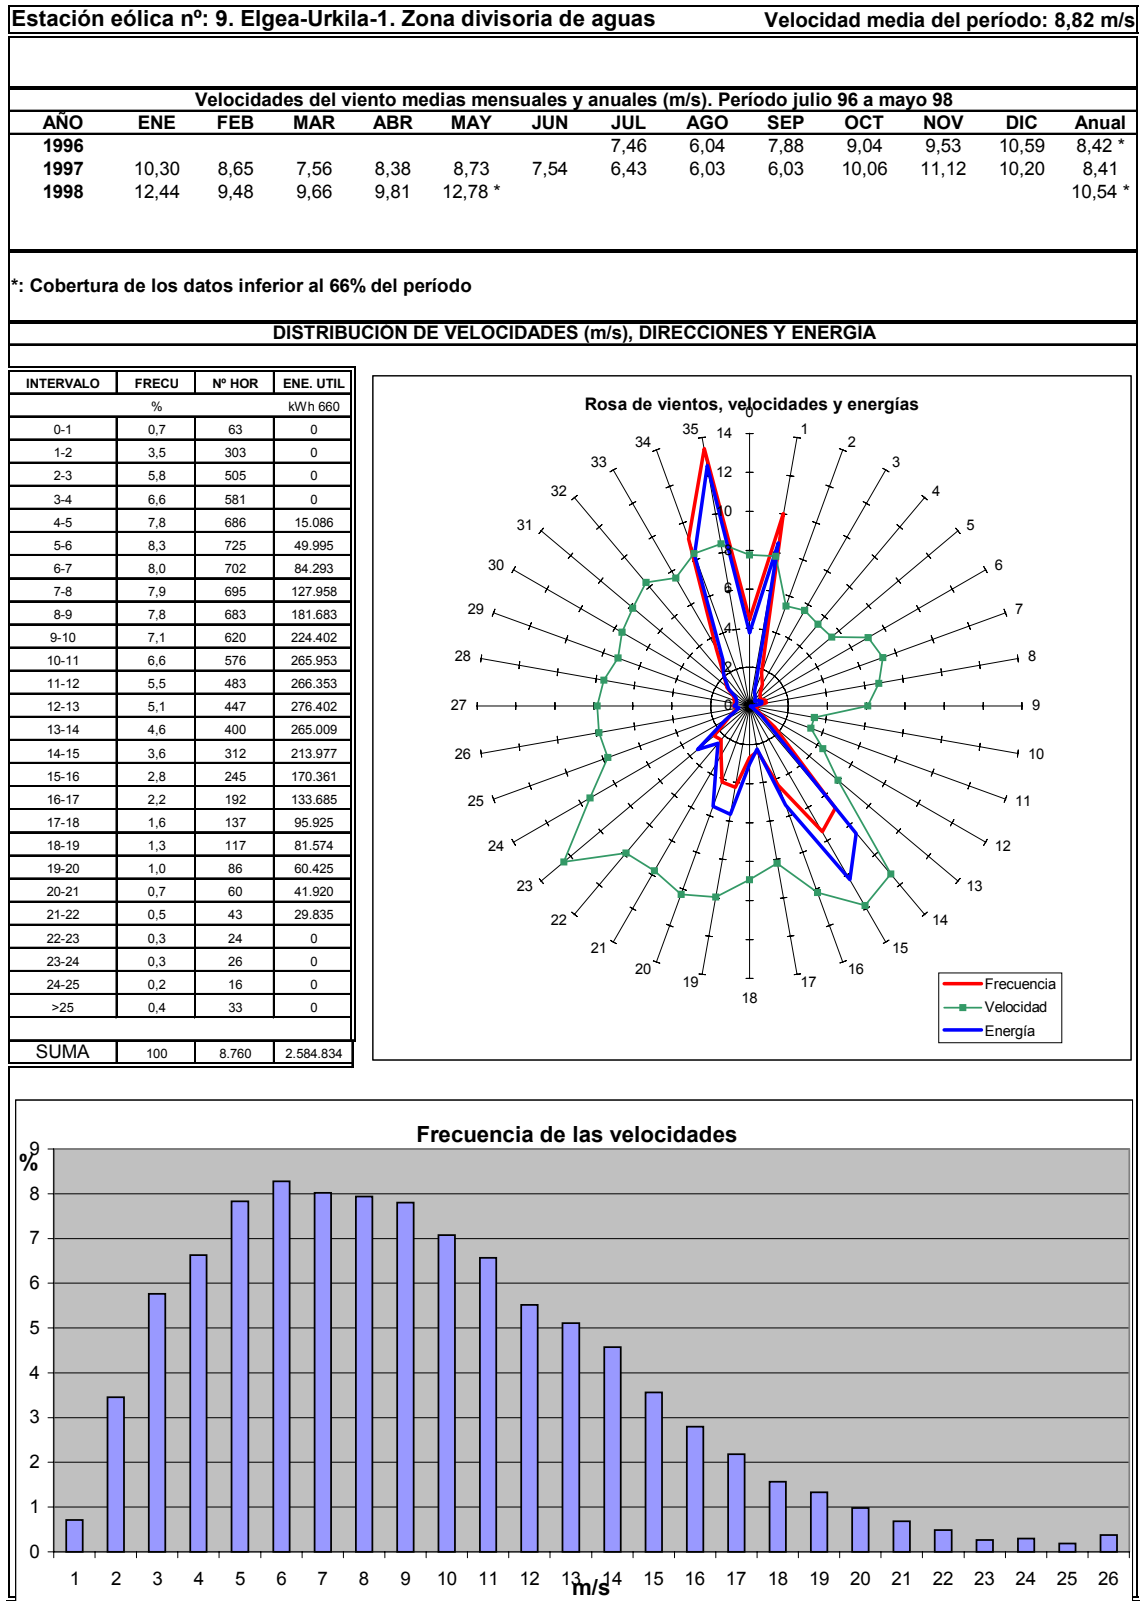 Estación eólica nº: 9. Elgea-Urkila-1. Zona divisoria de aguas Velocidad media del período: 8,82 m/s
Velocidades del viento medias mensuales y anuales (m/s). Período julio 96 a mayo 98
AÑO ENE FEB MAR ABR MAY JUN JUL AGO SEP OCT NOV DIC Anual
1996 7,46 6,04 7,88 9,04 9,53 10,59 8,42 *
1997 10,30 8,65 7,56 8,38 8,73 7,54 6,43 6,03 6,03 10,06 11,12 10,20 8,41
1998 12,44 9,48 9,66 9,81 12,78 * 10,54 *
*: Cobertura de los datos inferior al 66% del período
DISTRIBUCIÓN DE VELOCIDADES (m/s), DIRECCIONES Y ENERGÍA
INTERVALO FRECU Nº HOR ENE. UTIL
% kWh 660
0-1 0,7 63 0
1-2 3,5 303 0
2-3 5,8 505 0
3-4 6,6 581 0
4-5 7,8 686 15.086
5-6 8,3 725 49.995
6-7 8,0 702 84.293
7-8 7,9 695 127.958
8-9 7,8 683 181.683
9-10 7,1 620 224.402
10-11 6,6 576 265.953
11-12 5,5 483 266.353
12-13 5,1 447 276.402
13-14 4,6 400 265.009
14-15 3,6 312 213.977
15-16 2,8 245 170.361
16-17 2,2 192 133.685
17-18 1,6 137 95.925
18-19 1,3 117 81.574
19-20 1,0 86 60.425
20-21 0,7 60 41.920
21-22 0,5 43 29.835
22-23 0,3 24 0
23-24 0,3 26 0
24-25 0,2 16 0
>25 0,4 33 0
SUMA 100 8.760 2.584.834
Rosa de vientos, velocidades y energías
0
1
2
3
4
5
6
7
8
9
10
11
12
13
14
15
16
17
18
19
20
21
22
23
24
25
26
27
28
29
30
31
32
33
34
35
14
12
10
8
6
4
2
0
Frecuencia
Velocidad
Energía
Frecuencia de las velocidades
%
9
8
7
6
5
4
3
2
1
0
1 2 3 4 5 6 7 8 9 10 11 12 13 14 15 16 17 18 19 20 21 22 23 24 25 26
m/s